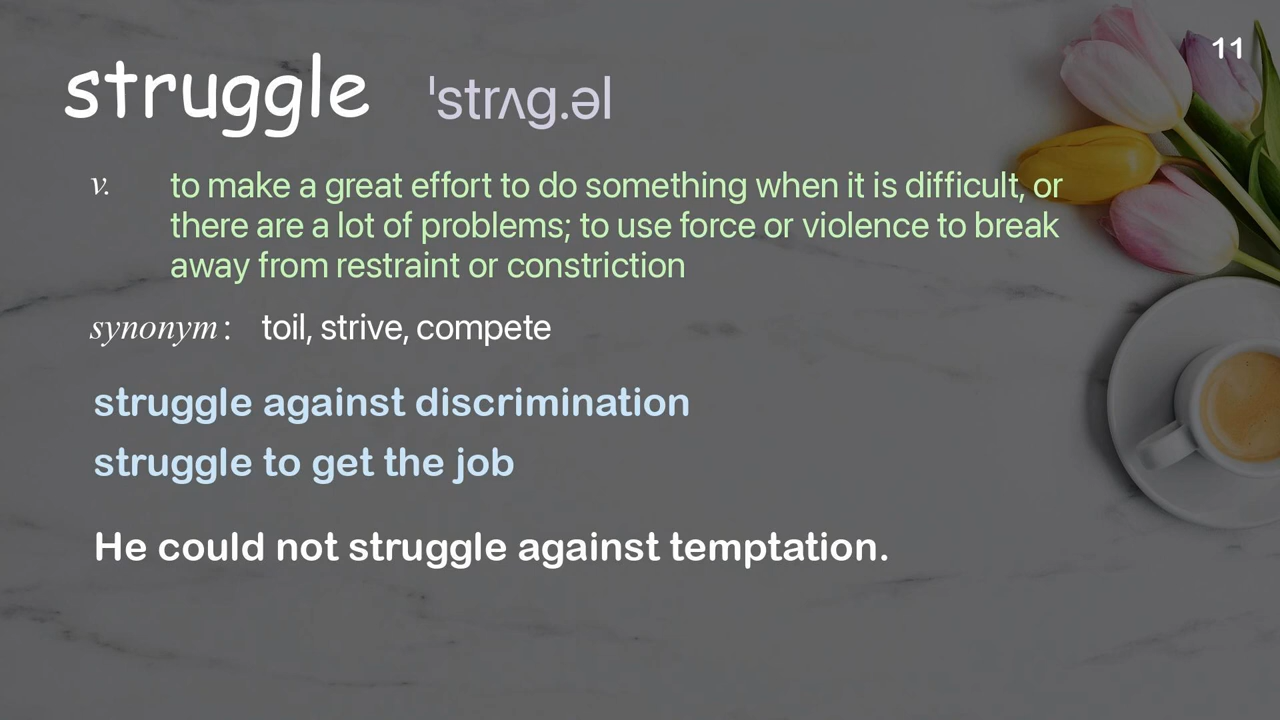 11
struggle ˈstrʌg.əl
v. to make a great effort to do something when it is difficult, or
there are a lot of problems; to use force or violence to break
away from restraint or constriction
synonym: toil, strive, compete
struggle against discrimination
struggle to get the job
He could not struggle against temptation.